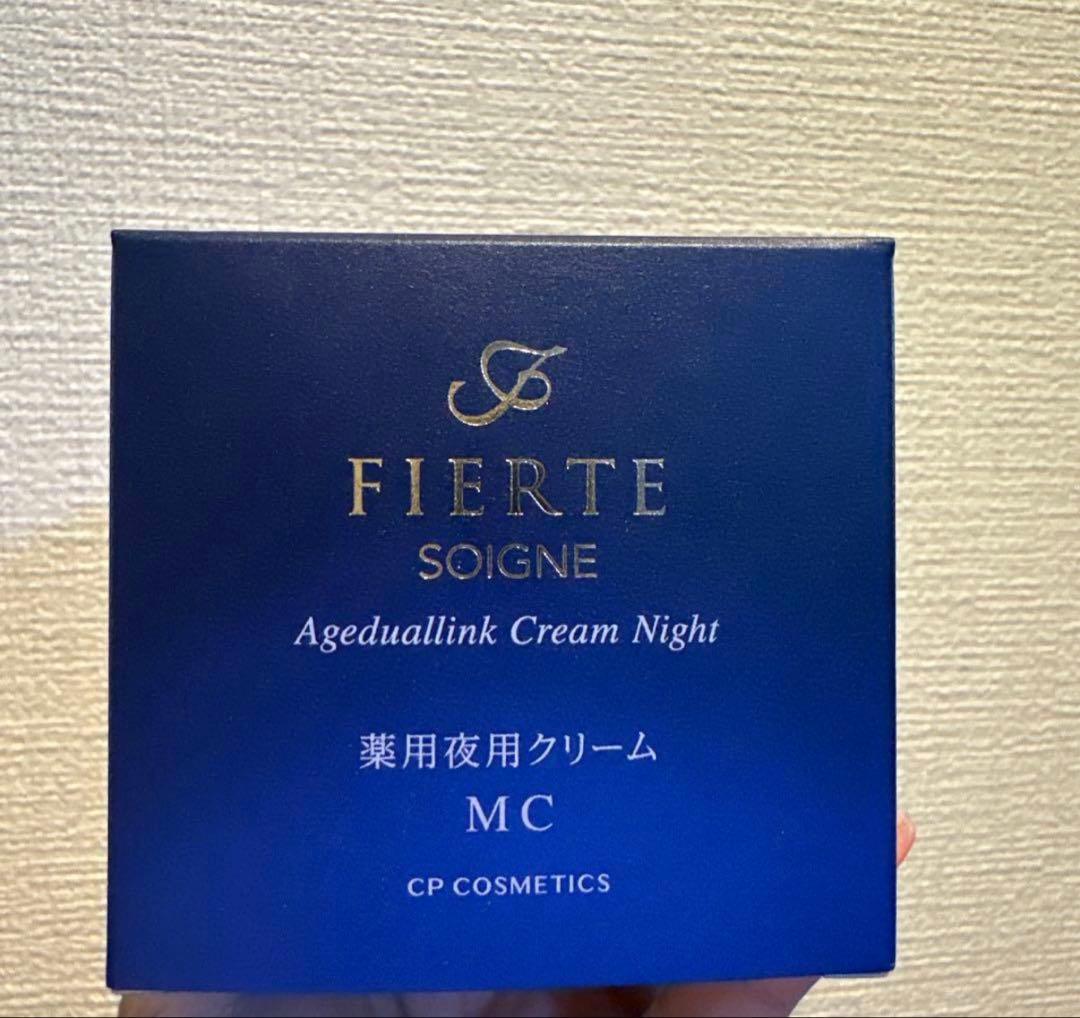 FIERTE
SOIGNE
Ageduallink Cream Night
薬用夜用クリーム
MC
CP COSMETICS